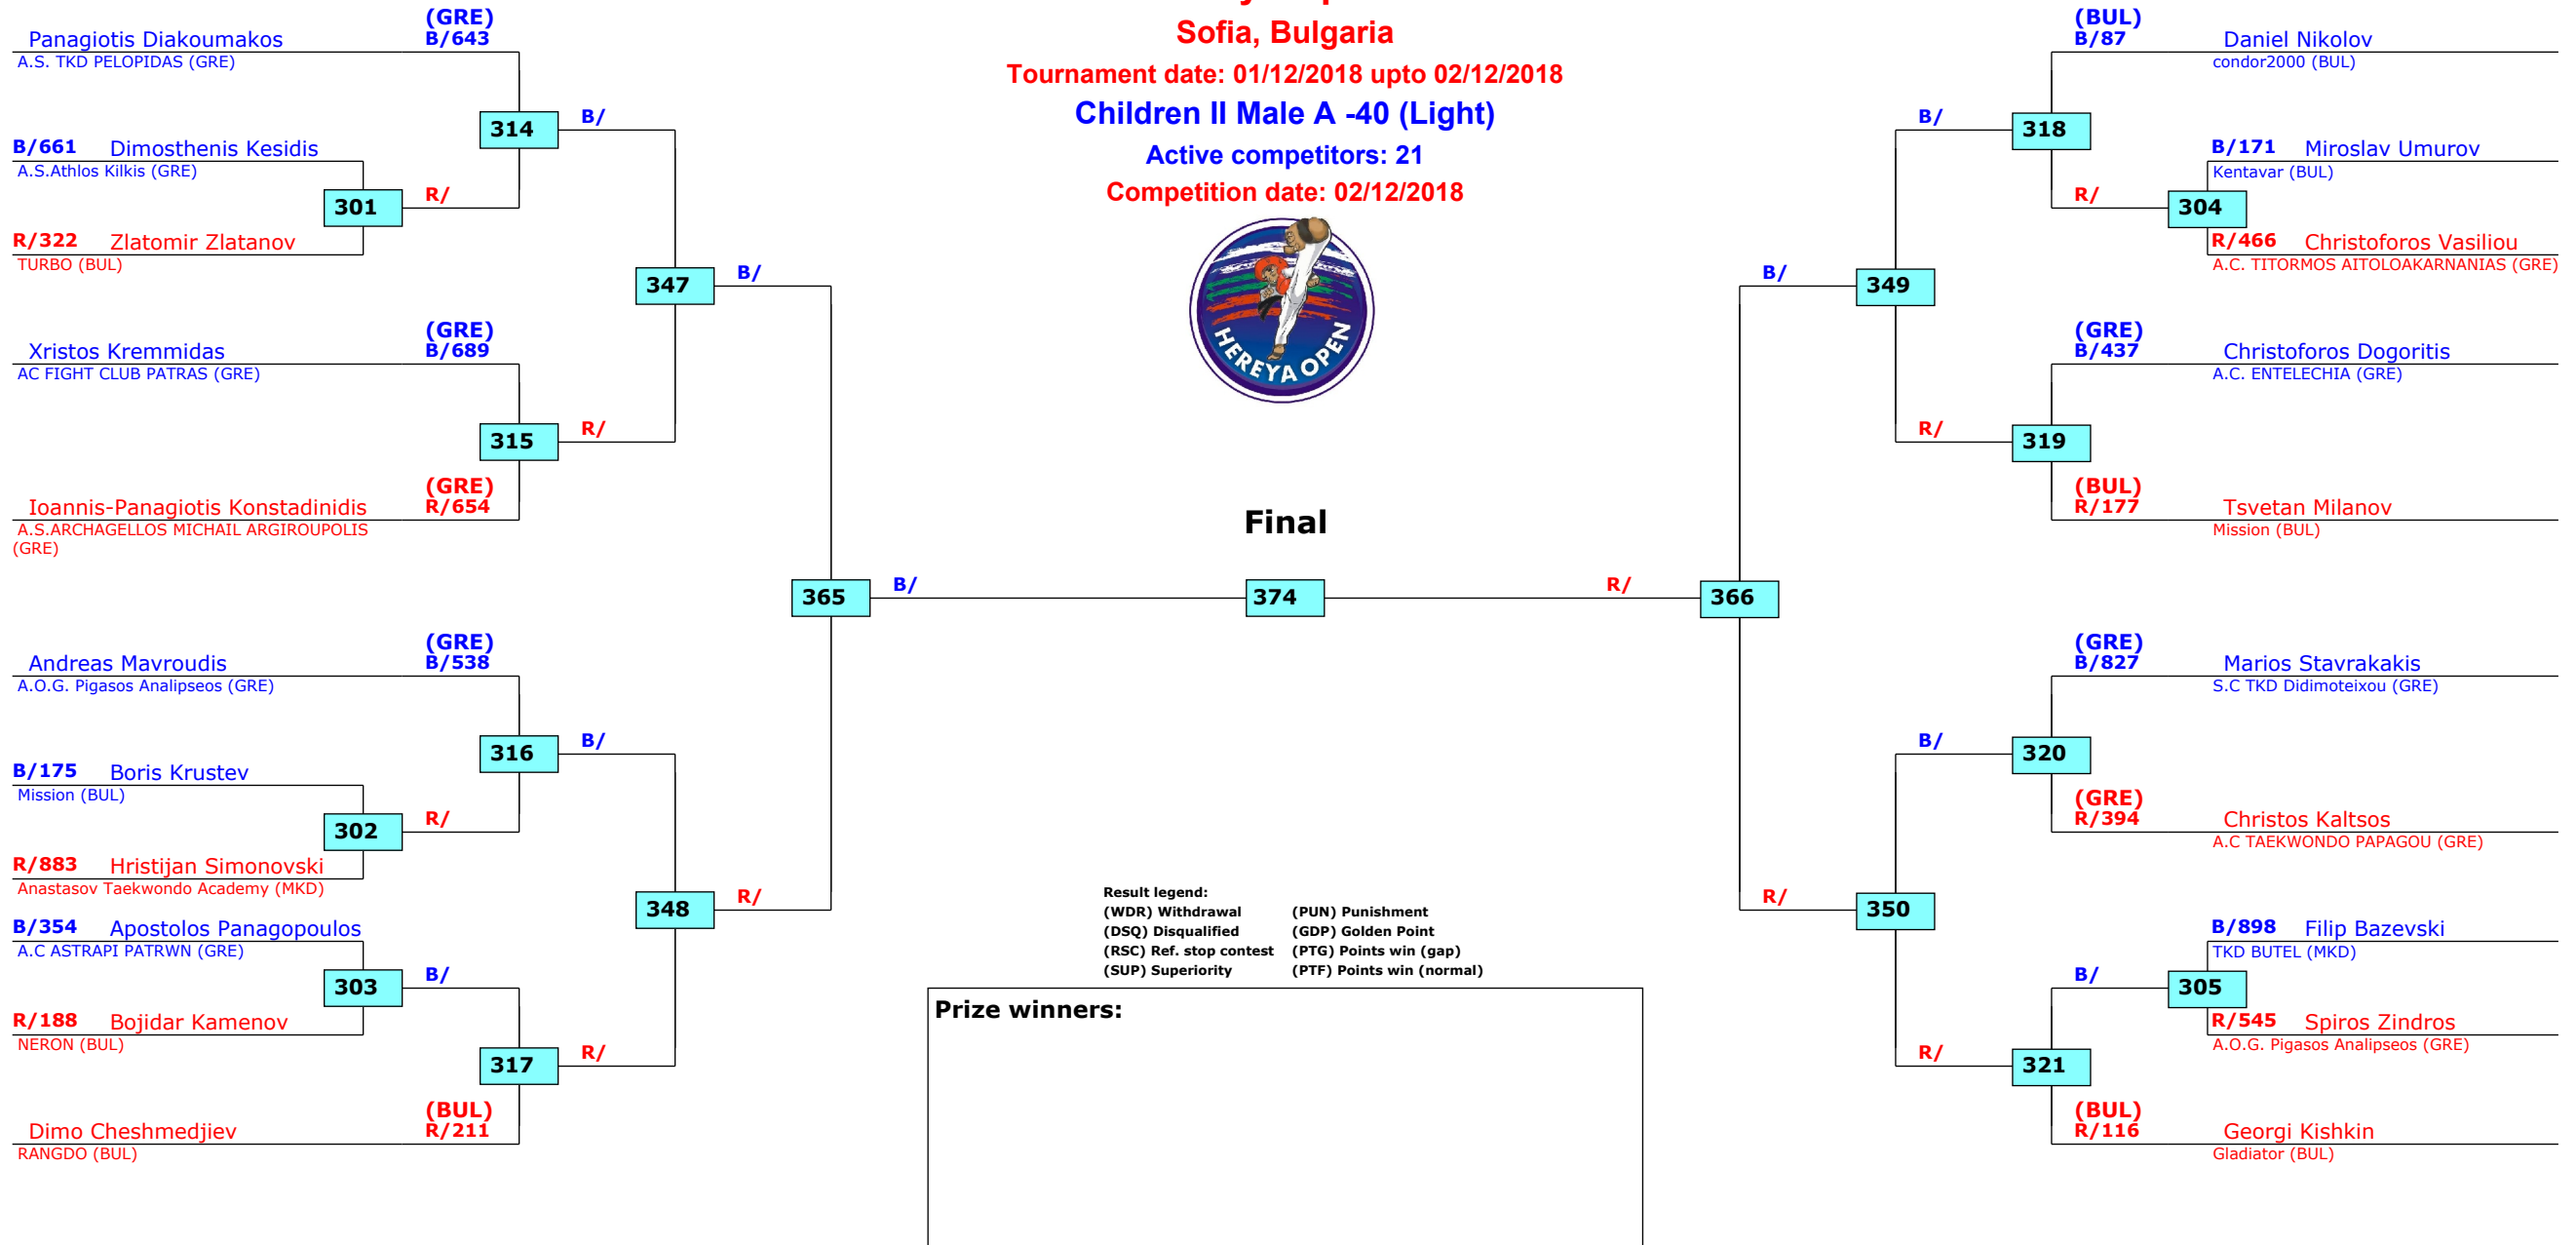 Sofia, Bulgaria
Tournament date: 01/12/2018 upto 02/12/2018
Children II Male A -40 (Light)
Active competitors: 21
Competition date: 02/12/2018
HEREYA OPEN
(GRE)
Panagiotis Diakoumakos B/643
A.S. TKD PELOPIDAS (GRE)
314
B/
B/661 Dimosthenis Kesidis
A.S.Athlos Kilkis (GRE)
301
R/
R/322 Zlatomir Zlatanov
TURBO (BUL)
347
B/
(GRE)
Xristos Kremmidas B/689
AC FIGHT CLUB PATRAS (GRE)
315
R/
(GRE)
Ioannis-Panagiotis Konstadinidis R/654
A.S.ARCHAGELLOS MICHAIL ARGIROUPOLIS
(GRE)
365
B/
(GRE)
Andreas Mavroudis B/538
A.O.G. Pigasos Analipseos (GRE)
316
B/
B/175 Boris Krustev
Mission (BUL)
302
R/
R/883 Hristijan Simonovski
Anastasov Taekwondo Academy (MKD)
348
R/
B/354 Apostolos Panagopoulos
A.C ASTRAPI PATRWN (GRE)
303
B/
R/188 Bojidar Kamenov
NERON (BUL)
317
R/
(BUL)
Dimo Cheshmedjiev R/211
RANGDO (BUL)
Final
374
R/
366
(BUL)
B/87 Daniel Nikolov
condor2000 (BUL)
B/
318
B/171 Miroslav Umurov
Kentavar (BUL)
R/
304
R/466 Christoforos Vasiliou
A.C. TITORMOS AITOLOAKARNANIAS (GRE)
B/
349
(GRE)
B/437 Christoforos Dogoritis
A.C. ENTELECHIA (GRE)
R/
319
(BUL)
R/177 Tsvetan Milanov
Mission (BUL)
(GRE)
B/827 Marios Stavrakakis
S.C TKD Didimoteixou (GRE)
B/
320
(GRE)
R/394 Christos Kaltsos
A.C TAEKWONDO PAPAGOU (GRE)
R/
350
B/898 Filip Bazevski
TKD BUTEL (MKD)
B/
305
R/545 Spiros Zindros
A.O.G. Pigasos Analipseos (GRE)
R/
321
(BUL)
R/116 Georgi Kishkin
Gladiator (BUL)
Result legend:
(WDR) Withdrawal (PUN) Punishment
(DSQ) Disqualified (GDP) Golden Point
(RSC) Ref. stop contest (PTG) Points win (gap)
(SUP) Superiority (PTF) Points win (normal)
Prize winners: